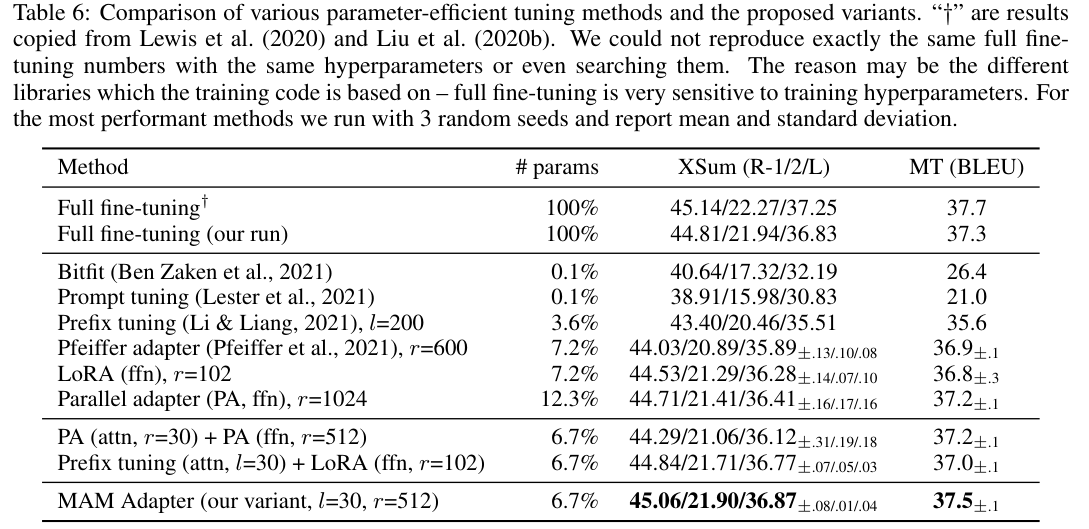 Table 6: Comparison of various parameter-efficient tuning methods and the proposed variants. “†” are results
copied from Lewis et al. (2020) and Liu et al. (2020b). We could not reproduce exactly the same full fine-
tuning numbers with the same hyperparameters or even searching them. The reason may be the different
libraries which the training code is based on – full fine-tuning is very sensitive to training hyperparameters. For
the most performant methods we run with 3 random seeds and report mean and standard deviation.
Method # params XSum (R-1/2/L) MT (BLEU)
Full fine-tuning† 100% 45.14/22.27/37.25 37.7
Full fine-tuning (our run) 100% 44.81/21.94/36.83 37.3
Bitfit (Ben Zaken et al., 2021) 0.1% 40.64/17.32/32.19 26.4
Prompt tuning (Lester et al., 2021) 0.1% 38.91/15.98/30.83 21.0
Prefix tuning (Li & Liang, 2021), l=200 3.6% 43.40/20.46/35.51 35.6
Pfeiffer adapter (Pfeiffer et al., 2021), r=600 7.2% 44.03/20.89/35.89±.13/.10/.08 36.9±.1
LoRA (ffn), r=102 7.2% 44.53/21.29/36.28±.14/.07/.10 36.8±.3
Parallel adapter (PA, ffn), r=1024 12.3% 44.71/21.41/36.41±.16/.17/.16 37.2±.1
PA (attn, r=30) + PA (ffn, r=512) 6.7% 44.29/21.06/36.12±.31/.19/.18 37.2±.1
Prefix tuning (attn, l=30) + LoRA (ffn, r=102) 6.7% 44.84/21.71/36.77±.07/.05/.03 37.0±.1
MAM Adapter (our variant, l=30, r=512) 6.7% 45.06/21.90/36.87±.08/.01/.04 37.5±.1